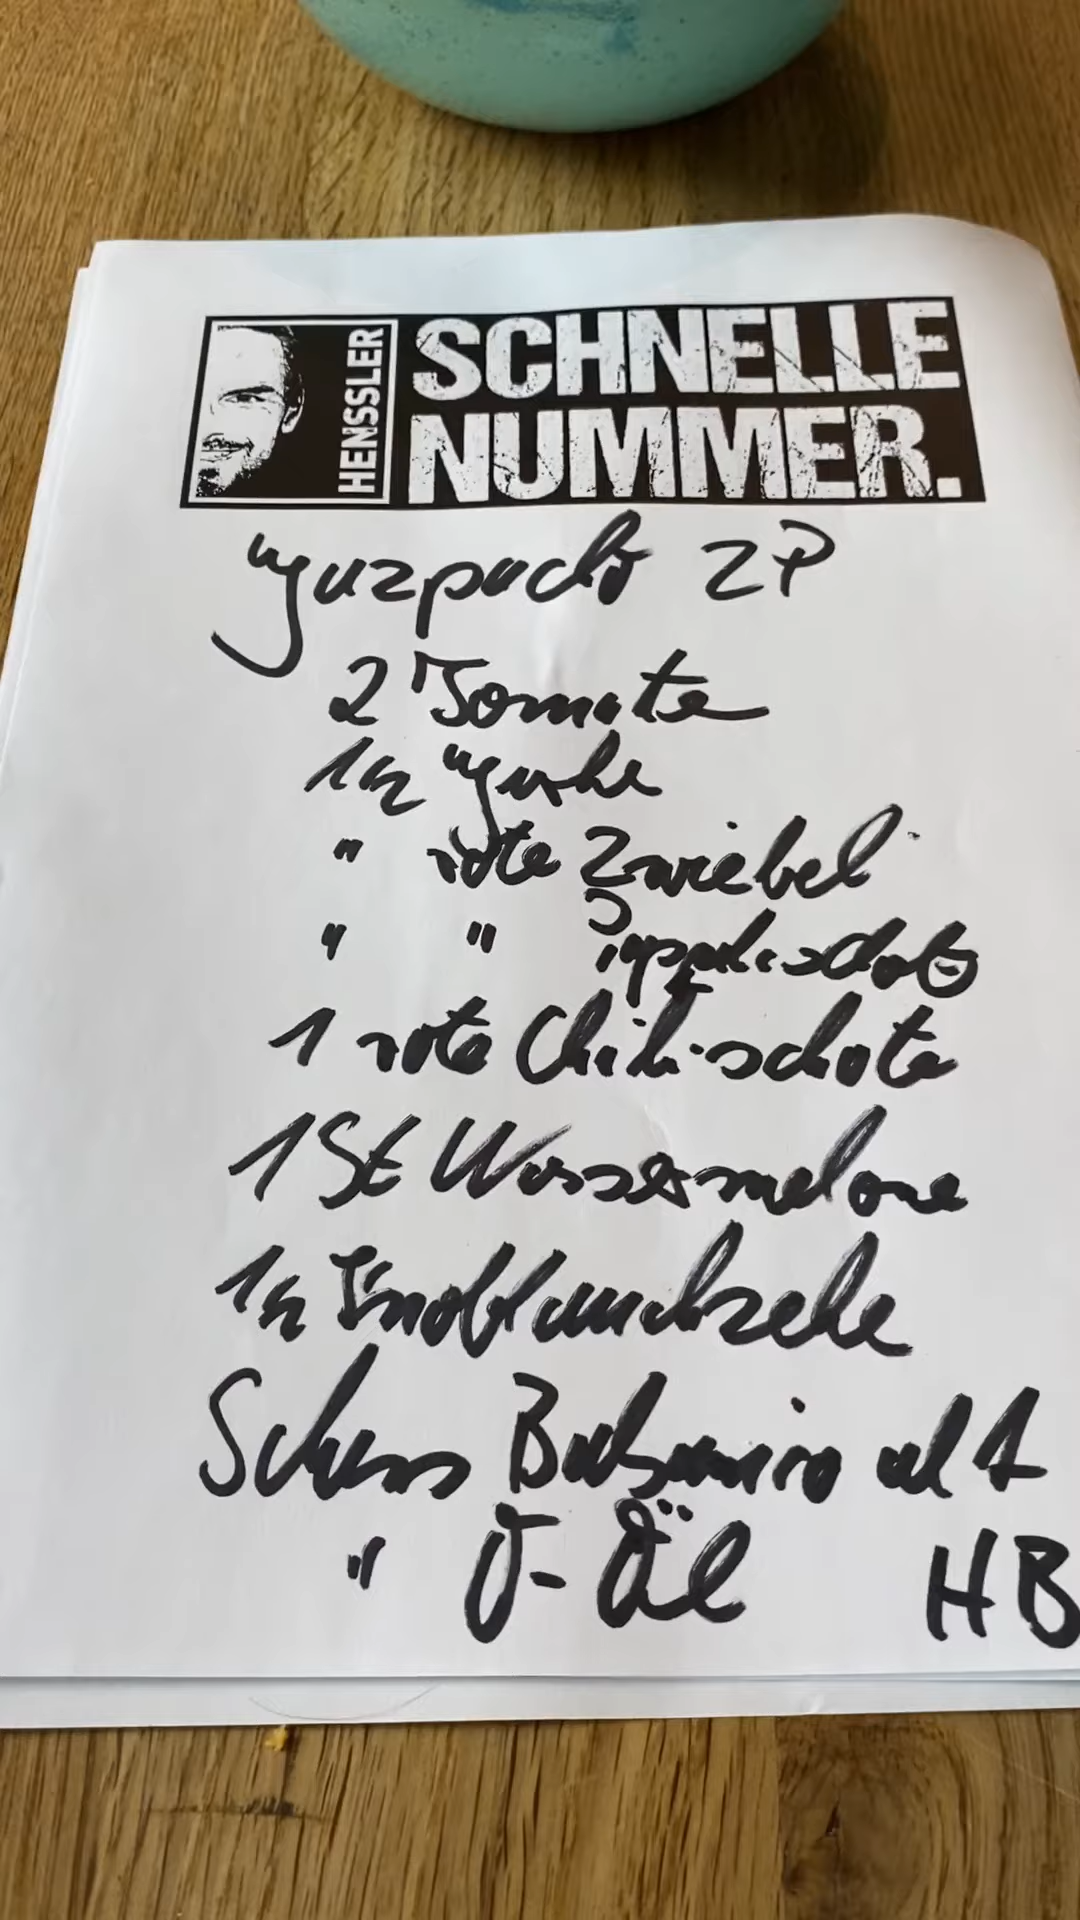 HENSSLER
SCHNELLE
NUMMER.
Gazpacho 2P
2 Tomate
1/2 Gurke
" rote Zwiebel
" " Paprikaschote
1 rote Chilischote
1 St Wassermelone
1/2 Knoblauchzehe
Schuss Balsamico alt
" O-Öl HB